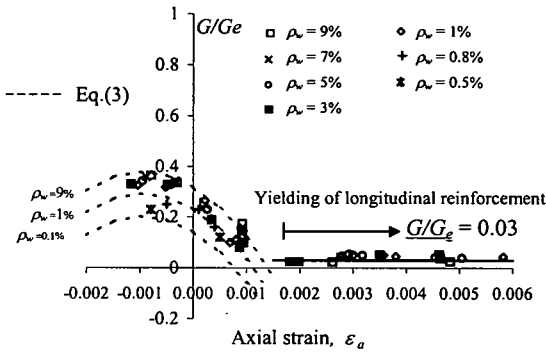 1
G/Ge
0.8
0.6
0.4
0.2
0
-0.2
ρw = 9%
ρw = 7%
ρw = 5%
ρw = 3%
ρw = 1%
ρw = 0.8%
ρw = 0.5%
Eq.(3)
ρw=9%
ρw=1%
ρw=0.1%
Yielding of longitudinal reinforcement
G/Ge = 0.03
-0.002 -0.001 0.000 0.001 0.002 0.003 0.004 0.005 0.006
Axial strain, εa